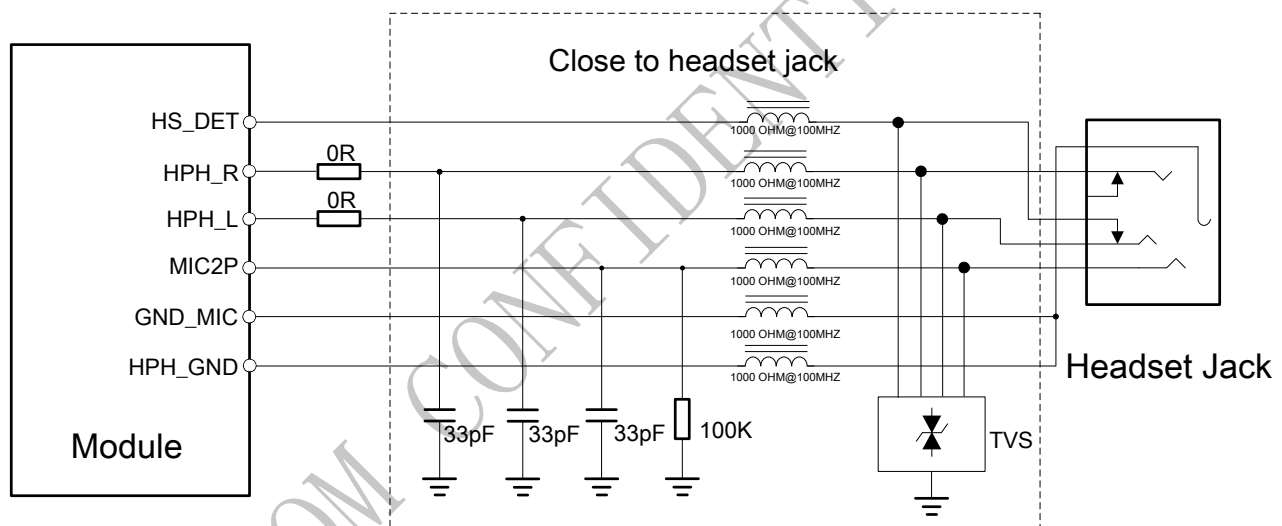 Close to headset jack
HS_DET
1000 OHM@100MHZ
HPH_R
0R
1000 OHM@100MHZ
HPH_L
0R
1000 OHM@100MHZ
MIC2P
1000 OHM@100MHZ
GND_MIC
1000 OHM@100MHZ
HPH_GND
1000 OHM@100MHZ
Headset Jack
Module
33pF
33pF
33pF
100K
TVS
OM CONFIDENT